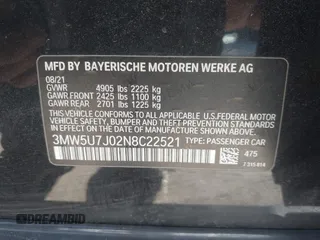 MFD BY BAYERISCHE MOTOREN WERKE AG
08/21
GVWR 4905 lbs 2225 kg
GAWR FRONT 2425 lbs 1100 KG
GAWR REAR 2701 lbs 1225 kg
THIS VEHICLE CONFORMS TO ALL APPLICABLE U.S. FEDERAL MOTOR
VEHICLE SAFETY, BUMPER, AND THEFT PREVENTION STANDARDS IN
EFFECT ON THE DATE OF MANUFACTURE SHOWN ABOVE.
3MW5U7J02N8C22521 TYPE: PASSENGER CAR
475
CREATED BY DREAMBID